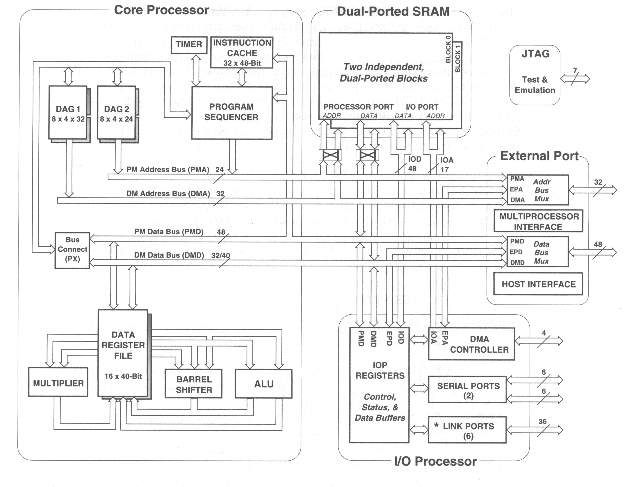 Core Processor
TIMER
INSTRUCTION
CACHE
32 x 48-Bit
DAG 1
8 x 4 x 32
DAG 2
8 x 4 x 24
PROGRAM
SEQUENCER
PM Address Bus (PMA)
24
DM Address Bus (DMA)
32
PM Data Bus (PMD)
48
Bus
Connect
(PX)
DM Data Bus (DMD)
32/40
DATA
REGISTER
FILE
16 x 40-Bit
MULTIPLIER
BARREL
SHIFTER
ALU
Dual-Ported SRAM
Two Independent,
Dual-Ported Blocks
BLOCK 0
BLOCK 1
PROCESSOR PORT
I/O PORT
ADDR
DATA
DATA
ADDR
IOD
48
IOA
17
JTAG
Test &
Emulation
7
External Port
PMA
EPA
DMA
Addr
Bus
Mux
32
MULTIPROCESSOR
INTERFACE
PMD
EPD
DMD
Data
Bus
Mux
48
HOST INTERFACE
PMD
DMD
EPD
IOD
IOA
EPA
IOP
REGISTERS
Control,
Status, &
Data Buffers
DMA
CONTROLLER
4
SERIAL PORTS
(2)
6
6
* LINK PORTS
(6)
36
I/O Processor